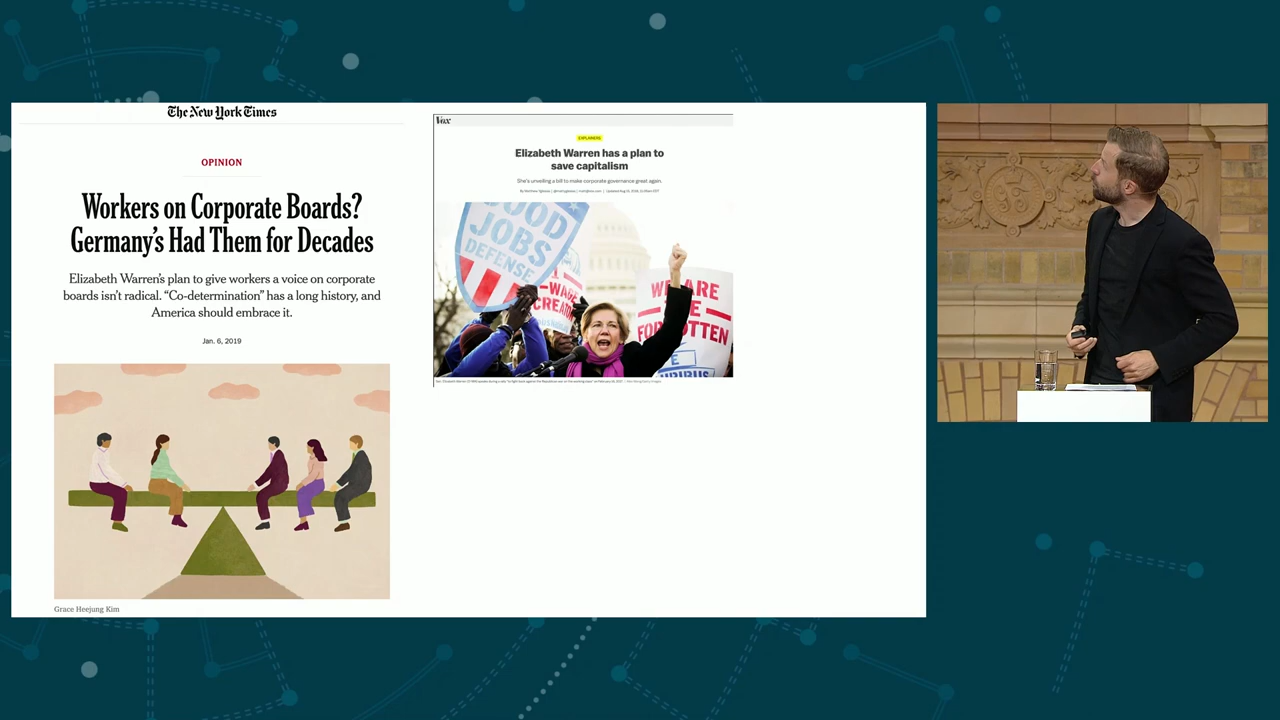 The New York Times
OPINION
Workers on Corporate Boards?
Germany's Had Them for Decades
Elizabeth Warren's plan to give workers a voice on corporate
boards isn't radical. "Co-determination" has a long history, and
America should embrace it.
Jan. 6, 2019
Grace Heejung Kim
Vox
EXPLAINERS
Elizabeth Warren has a plan to
save capitalism
She's unveiling a bill to make corporate governance great again.
By Matthew Yglesias
GOOD
JOBS
DEFENSE
WE ARE